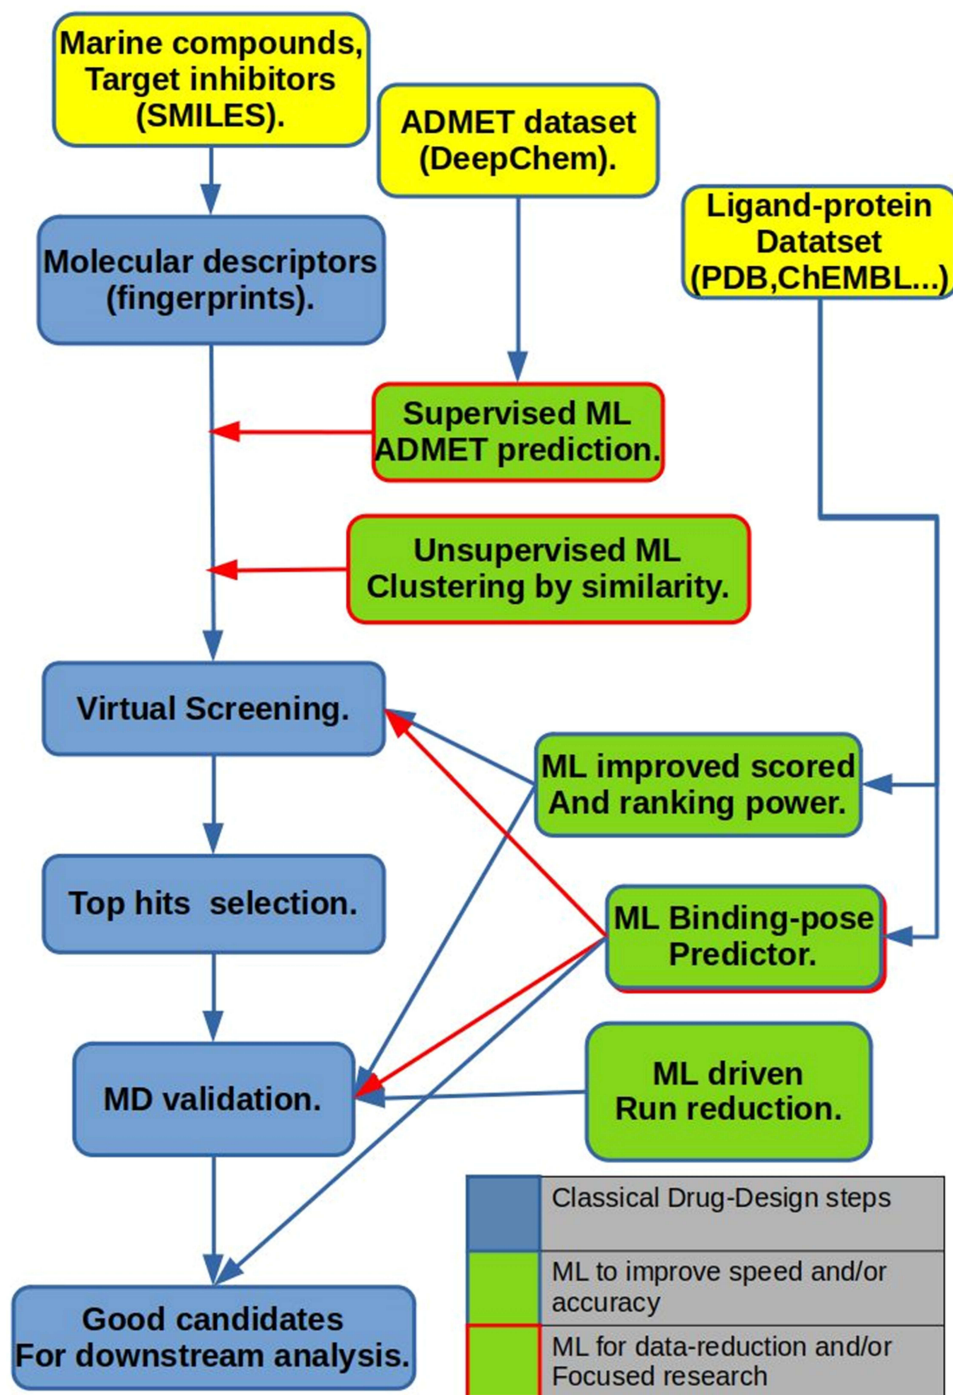 Marine compounds,
Target inhibitors
(SMILES).
ADMET dataset
(DeepChem).
Ligand-protein
Datatset
(PDB,ChEMBL...)
Molecular descriptors
(fingerprints).
Supervised ML
ADMET prediction.
Unsupervised ML
Clustering by similarity.
Virtual Screening.
ML improved scored
And ranking power.
Top hits selection.
ML Binding-pose
Predictor.
MD validation.
ML driven
Run reduction.
Good candidates
For downstream analysis.
Classical Drug-Design steps
ML to improve speed and/or
accuracy
ML for data-reduction and/or
Focused research